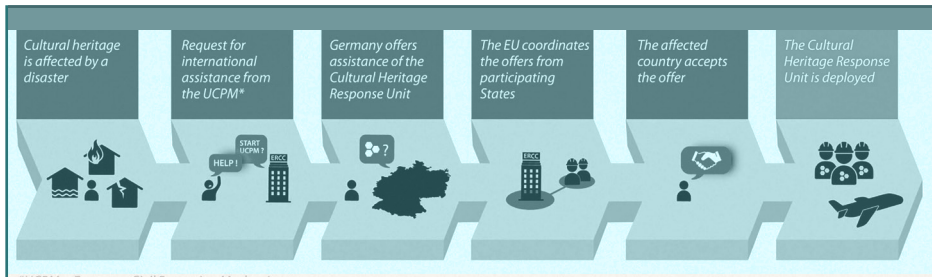 Cultural heritage
is affected by a
disaster
Request for
international
assistance from
the UCPM*
Germany offers
assistance of the
Cultural Heritage
Response Unit
The EU coordinates
the offers from
participating
States
The affected
country accepts
the offer
The Cultural
Heritage Response
Unit is deployed
HELP !
START
UCPM ?
ERCC
?
ERCC